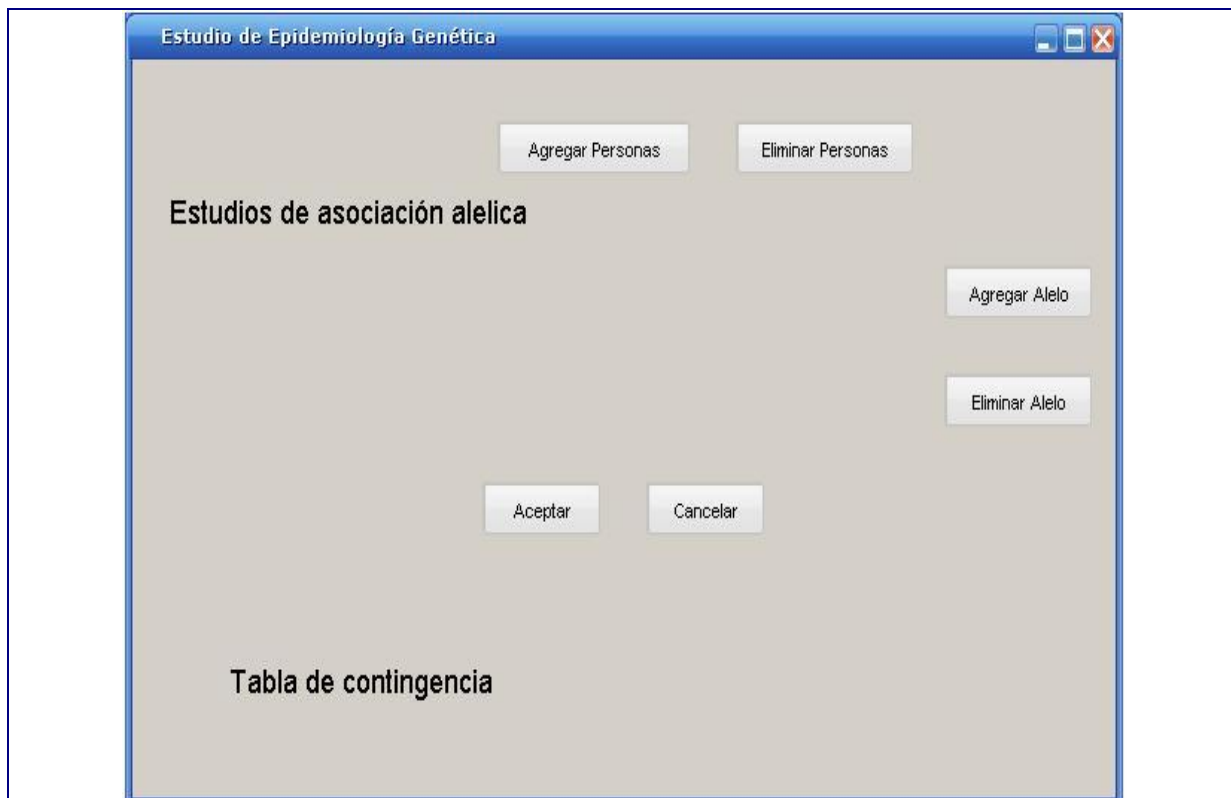 Estudio de Epidemiología Genética
Agregar Personas
Eliminar Personas
Estudios de asociación alelica
Agregar Alelo
Eliminar Alelo
Aceptar
Cancelar
Tabla de contingencia